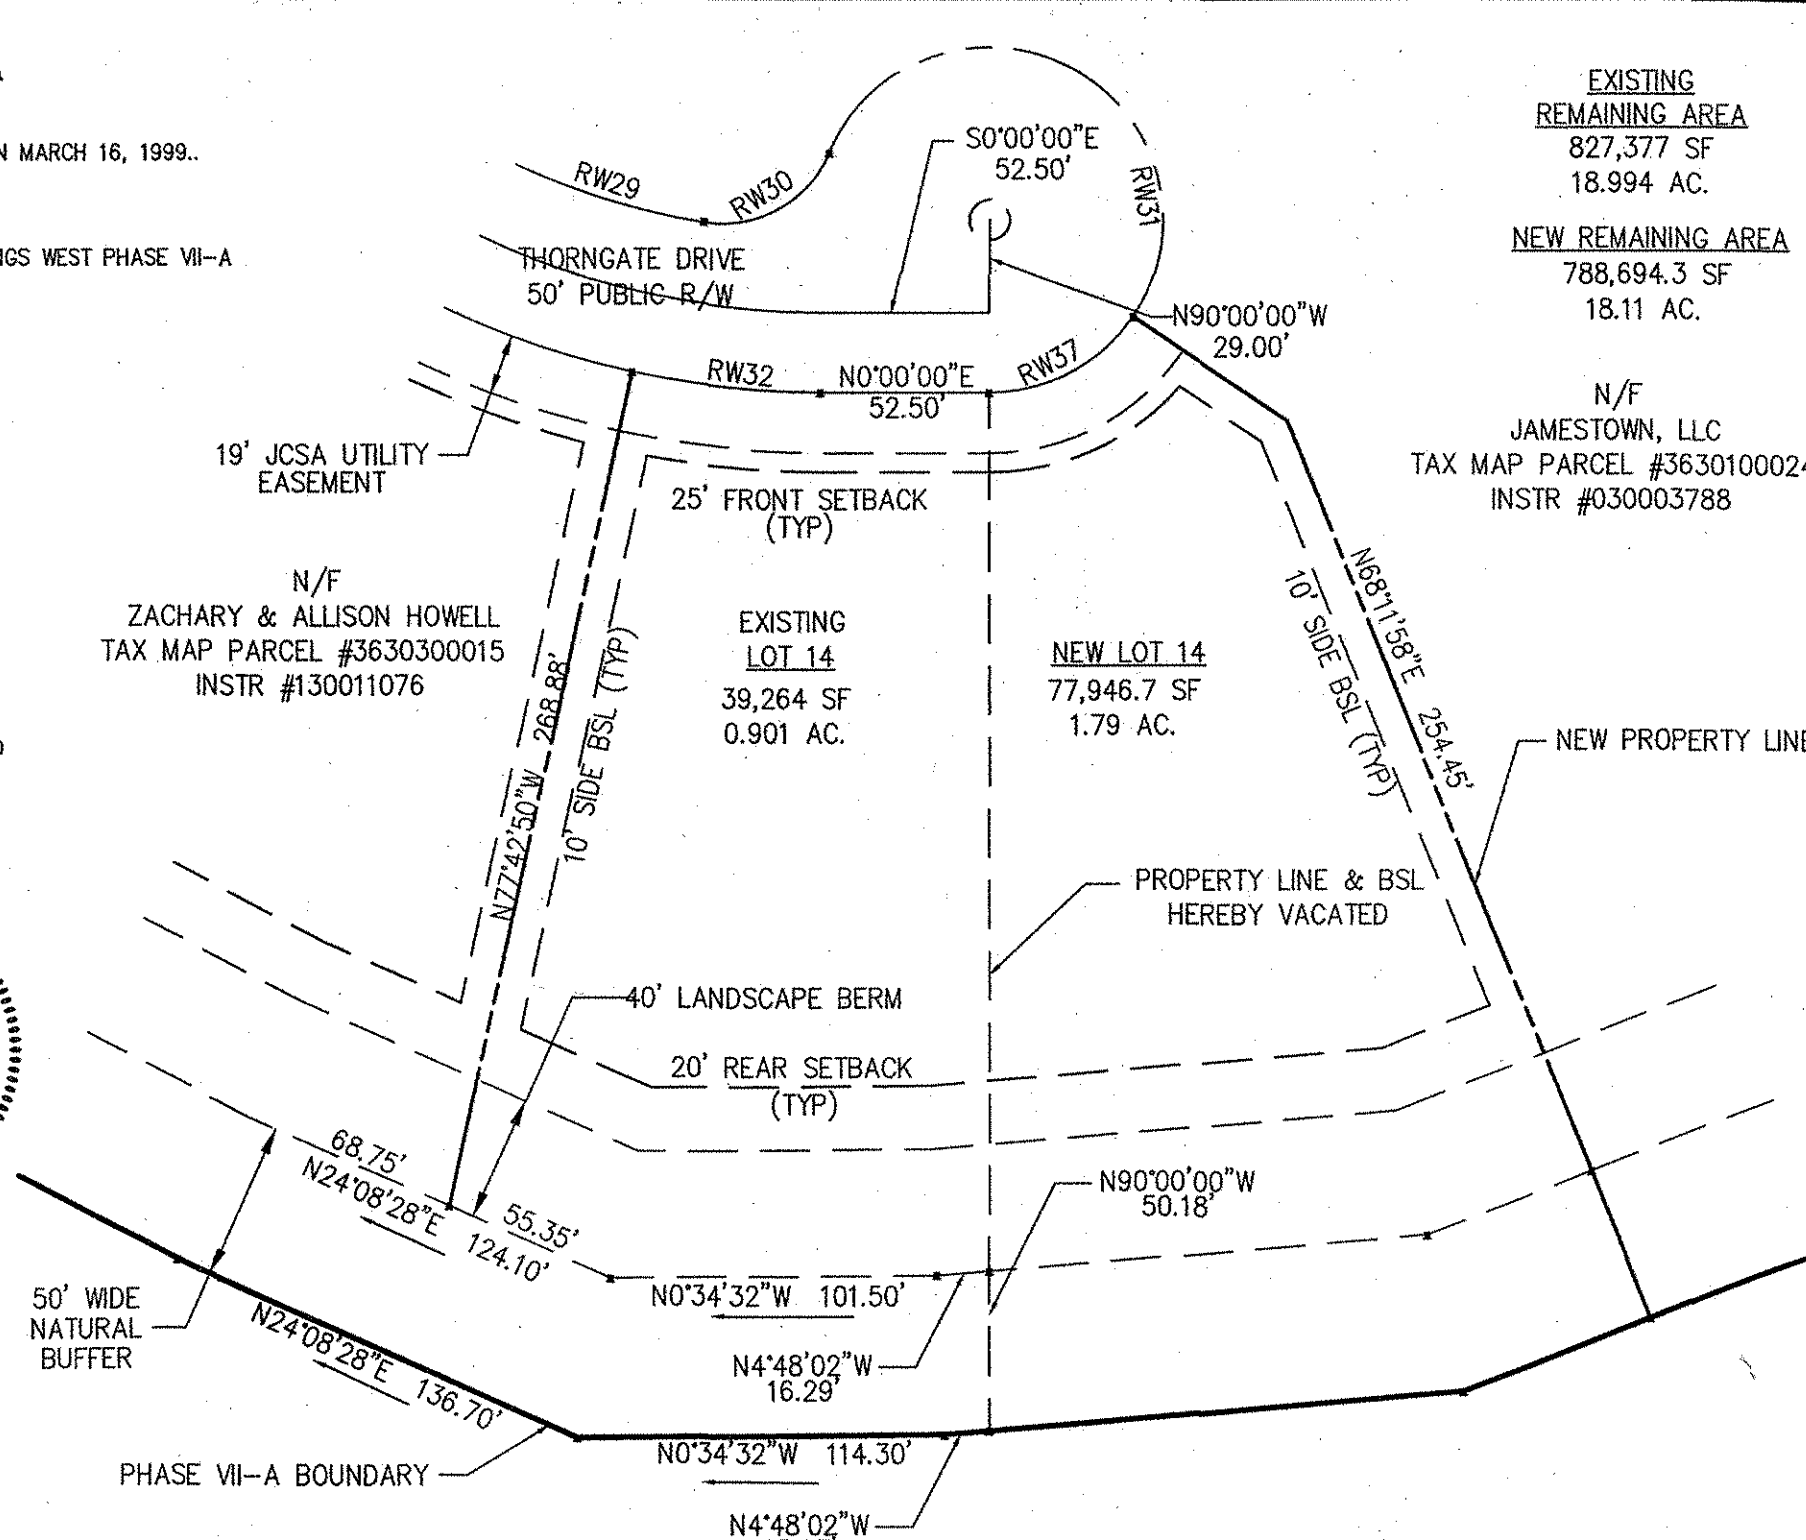 N MARCH 16, 1999..
NGS WEST PHASE VII-A
EXISTING
REMAINING AREA
827,377 SF
18.994 AC.
NEW REMAINING AREA
788,694.3 SF
18.11 AC.
N/F
JAMESTOWN, LLC
TAX MAP PARCEL #3630100024
INSTR #030003788
RW29
RW30
S0°00'00"E
52.50'
RW31
THORNGATE DRIVE
50' PUBLIC R/W
N90°00'00"W
29.00'
RW32
N0°00'00"E
52.50'
RW37
19' JCSA UTILITY
EASEMENT
25' FRONT SETBACK
(TYP)
N/F
ZACHARY & ALLISON HOWELL
TAX MAP PARCEL #3630300015
INSTR #130011076
N77°42'50"W 268.88'
10' SIDE BSL (TYP)
EXISTING
LOT 14
39,264 SF
0.901 AC.
NEW LOT 14
77,946.7 SF
1.79 AC.
10' SIDE BSL (TYP)
N68°11'58"E 254.45'
NEW PROPERTY LINE
PROPERTY LINE & BSL
HEREBY VACATED
40' LANDSCAPE BERM
20' REAR SETBACK
(TYP)
68.75'
N24°08'28"E 124.10'
55.35'
N0°34'32"W 101.50'
N90°00'00"W
50.18'
N4°48'02"W
16.29'
50' WIDE
NATURAL
BUFFER
N24°08'28"E 136.70'
PHASE VII-A BOUNDARY
N0°34'32"W 114.30'
N4°48'02"W